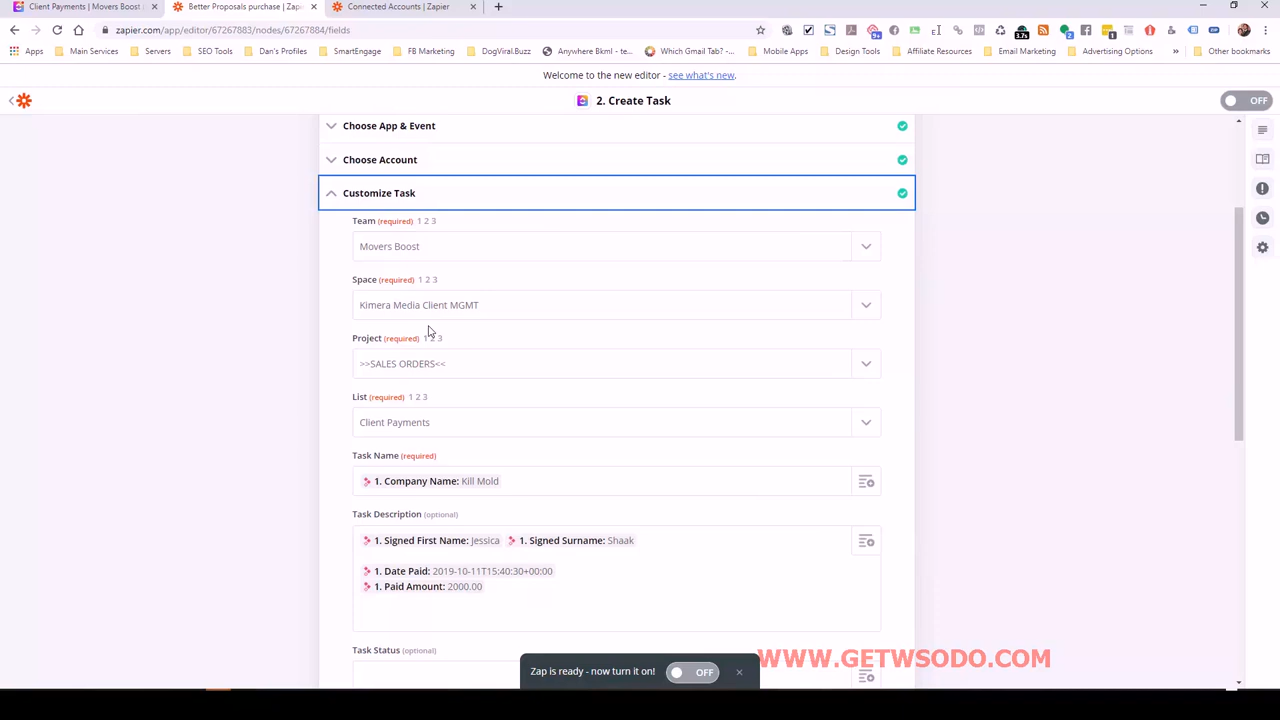 Client Payments | Movers Boost
Better Proposals purchase | Zapi
Connected Accounts | Zapier
zapier.com/app/editor/67267883/nodes/67267884/fields
Apps
Main Services
Servers
SEO Tools
Dan's Profiles
SmartEngage
FB Marketing
DogViral.Buzz
Anywhere Bkml - te...
Which Gmail Tab? -...
Mobile Apps
Design Tools
Affiliate Resources
Email Marketing
Advertising Options
Other bookmarks
Welcome to the new editor - see what's new.
2. Create Task
OFF
Choose App & Event
Choose Account
Customize Task
Team (required) 1 2 3
Movers Boost
Space (required) 1 2 3
Kimera Media Client MGMT
Project (required) 1 2 3
>>SALES ORDERS<<
List (required) 1 2 3
Client Payments
Task Name (required)
1. Company Name: Kill Mold
Task Description (optional)
1. Signed First Name: Jessica 1. Signed Surname: Shaak
1. Date Paid: 2019-10-11T15:40:30+00:00
1. Paid Amount: 2000.00
Task Status (optional)
Zap is ready - now turn it on! OFF
WWW.GETWSODO.COM